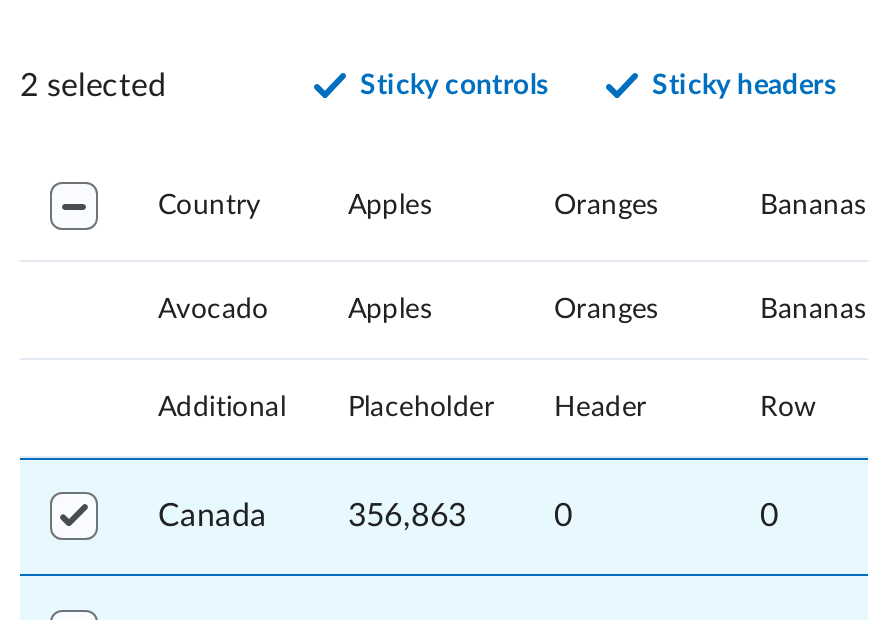 2 selected Sticky controls Sticky headers
Country Apples Oranges Bananas
Avocado Apples Oranges Bananas
Additional Placeholder Header Row
Canada 356,863 0 0